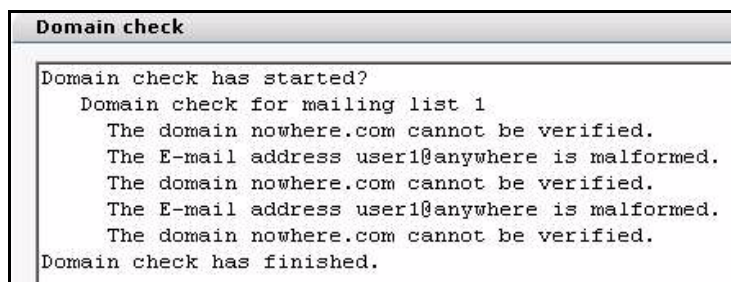 Domain check
Domain check has started?
Domain check for mailing list 1
The domain nowhere.com cannot be verified.
The E-mail address user1@anywhere is malformed.
The domain nowhere.com cannot be verified.
The E-mail address user1@anywhere is malformed.
The domain nowhere.com cannot be verified.
Domain check has finished.